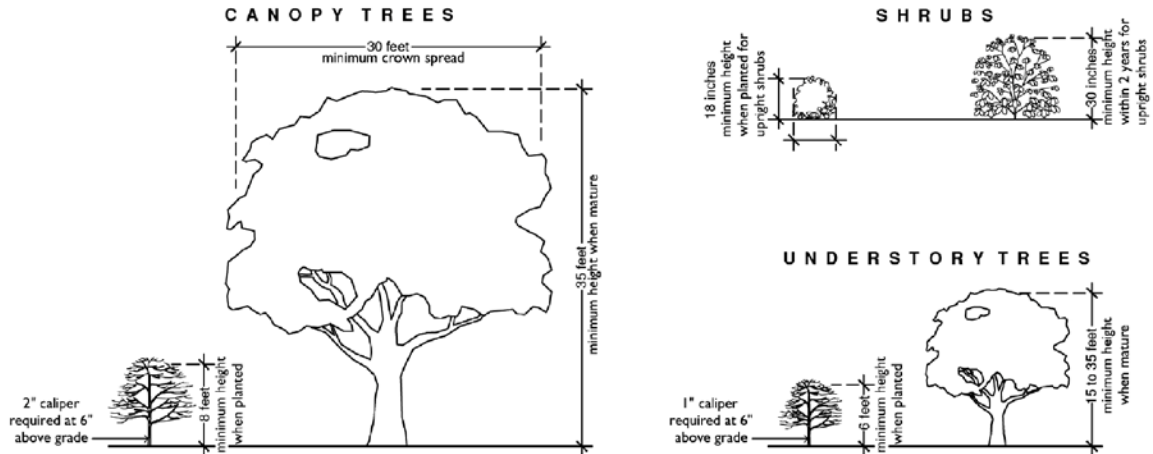 CANOPY TREES
30 feet
minimum crown spread
35 feet
minimum height when mature
8 feet
minimum height
when planted
2" caliper
required at 6"
above grade
SHRUBS
18 inches
minimum height
when planted for
upright shrubs
30 inches
minimum height
within 2 years for
upright shrubs
UNDERSTORY TREES
1" caliper
required at 6"
above grade
6 feet
minimum height
when planted
15 to 35 feet
minimum height
when mature